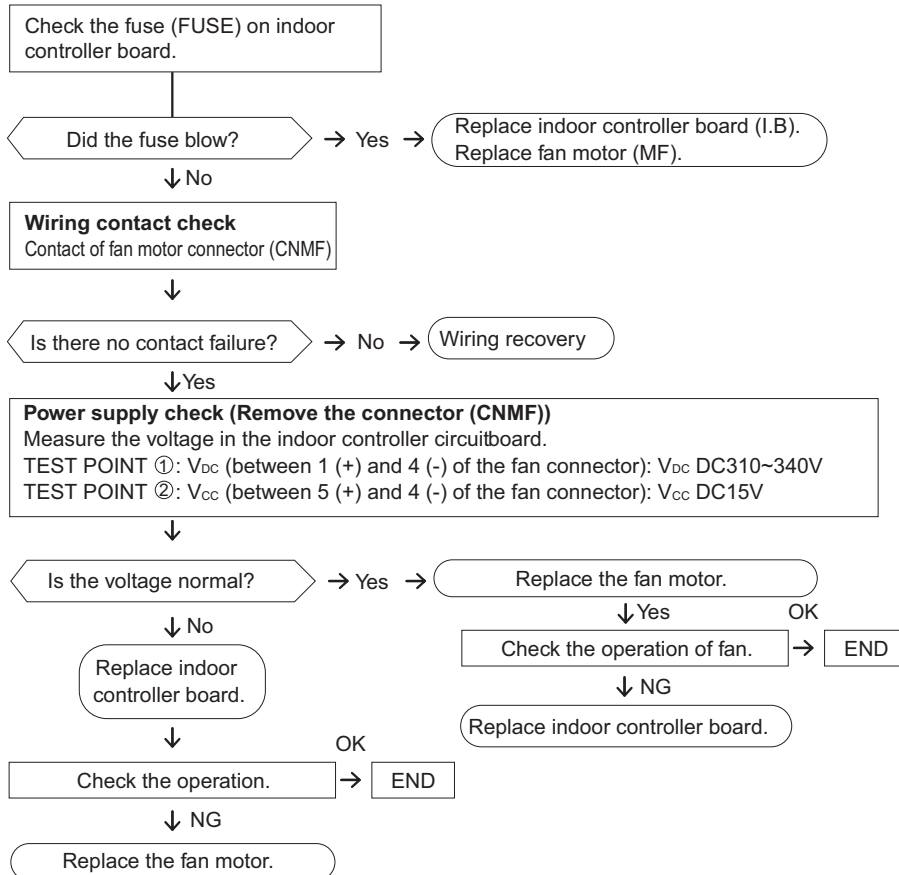 Check the fuse (FUSE) on indoor
controller board.
Did the fuse blow?
→ Yes →
Replace indoor controller board (I.B).
Replace fan motor (MF).
↓ No
Wiring contact check
Contact of fan motor connector (CNMF)
↓
Is there no contact failure?
→ No →
Wiring recovery
↓ Yes
Power supply check (Remove the connector (CNMF))
Measure the voltage in the indoor controller circuitboard.
TEST POINT ①: VDC (between 1 (+) and 4 (-) of the fan connector): VDC DC310~340V
TEST POINT ②: VCC (between 5 (+) and 4 (-) of the fan connector): VCC DC15V
↓
Is the voltage normal?
→ Yes →
Replace the fan motor.
↓ Yes
OK
Check the operation of fan.
→
END
↓ NG
Replace indoor controller board.
↓ No
Replace indoor
controller board.
↓
OK
Check the operation.
→
END
↓ NG
Replace the fan motor.